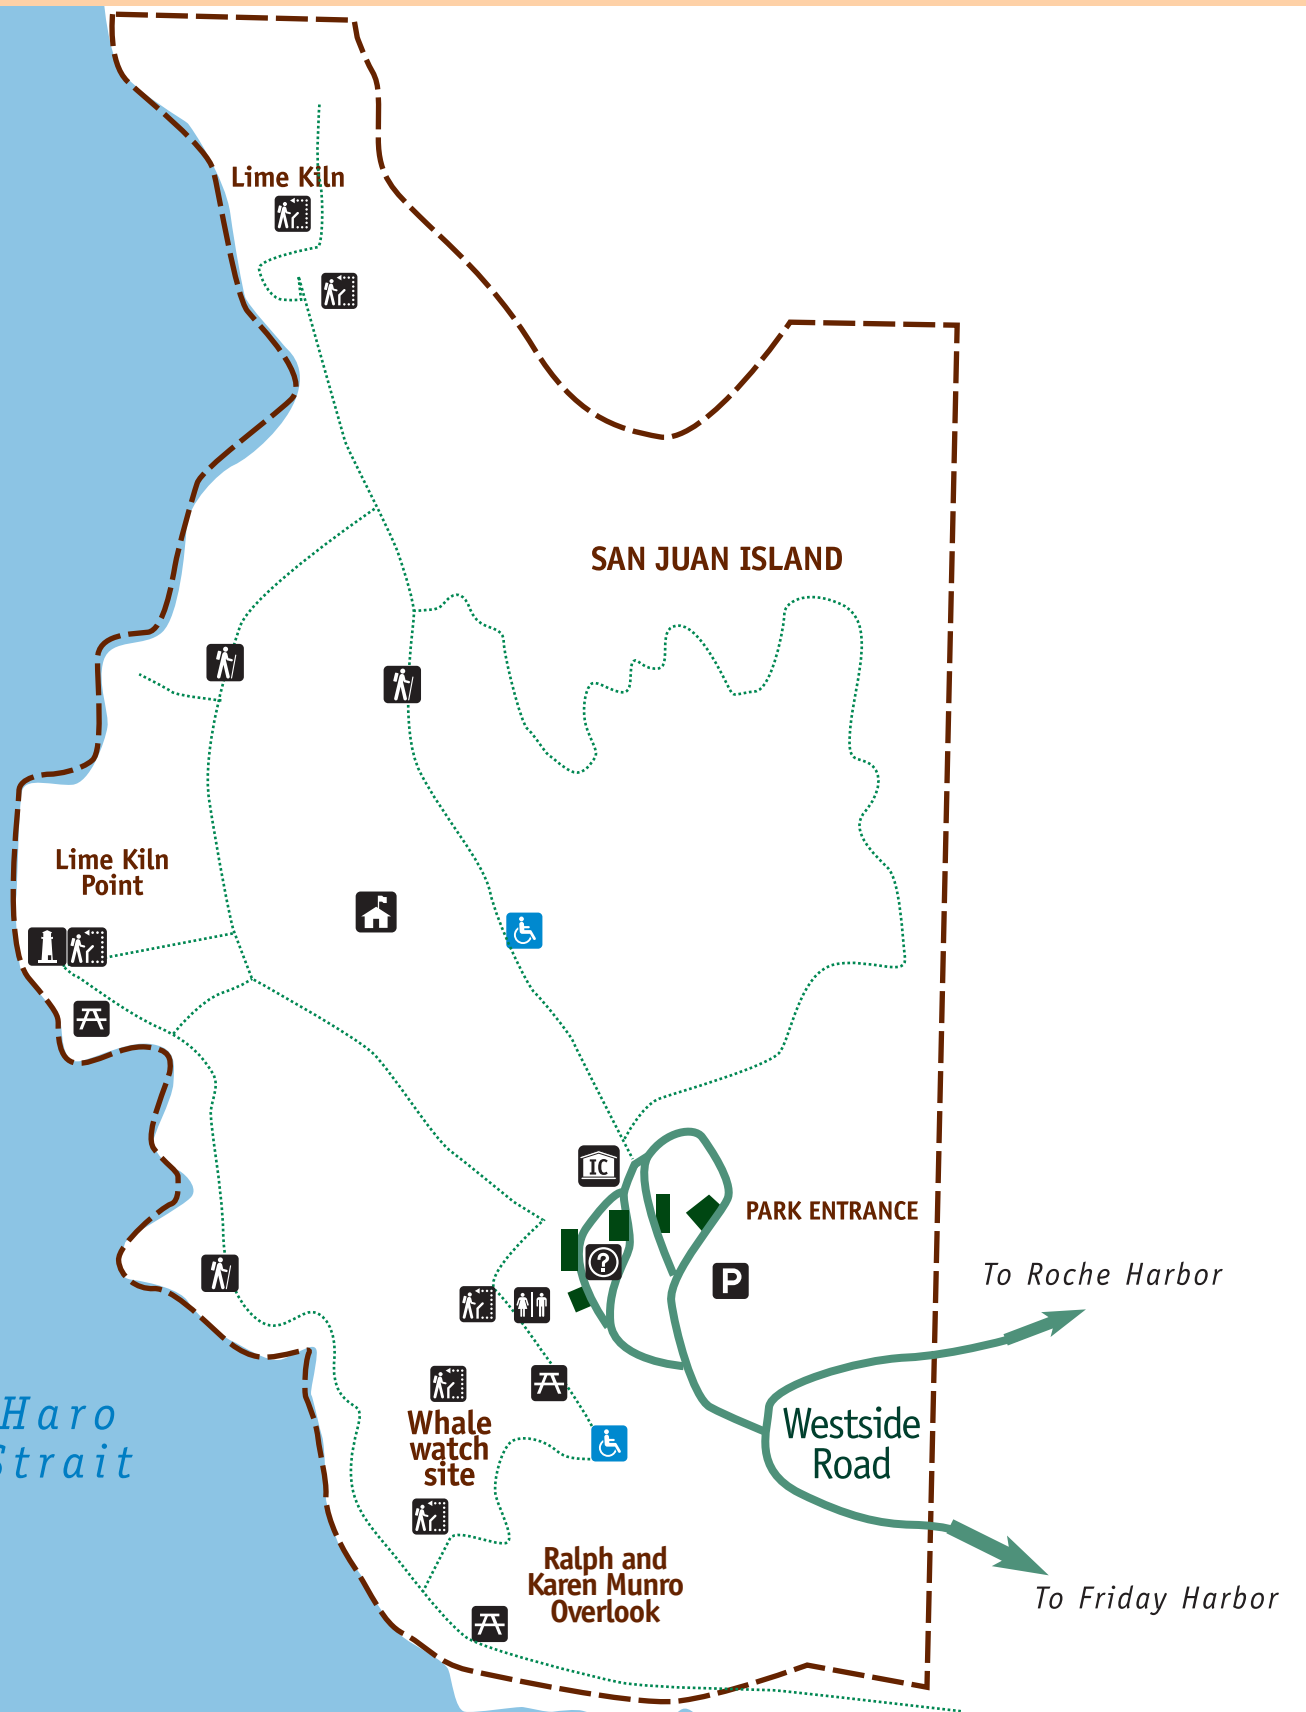 Lime Kiln
SAN JUAN ISLAND
Lime Kiln
Point
IC
PARK ENTRANCE
?
P
To Roche Harbor
Haro
Strait
Whale
watch
site
Westside
Road
Ralph and
Karen Munro
Overlook
To Friday Harbor